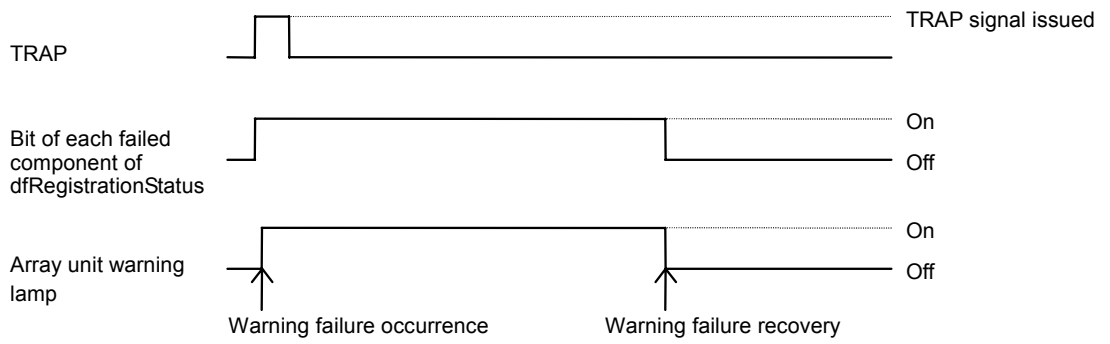 TRAP signal issued
TRAP
On
Bit of each failed
component of
dfRegistrationStatus
Off
On
Array unit warning
lamp
Off
Warning failure occurrence
Warning failure recovery